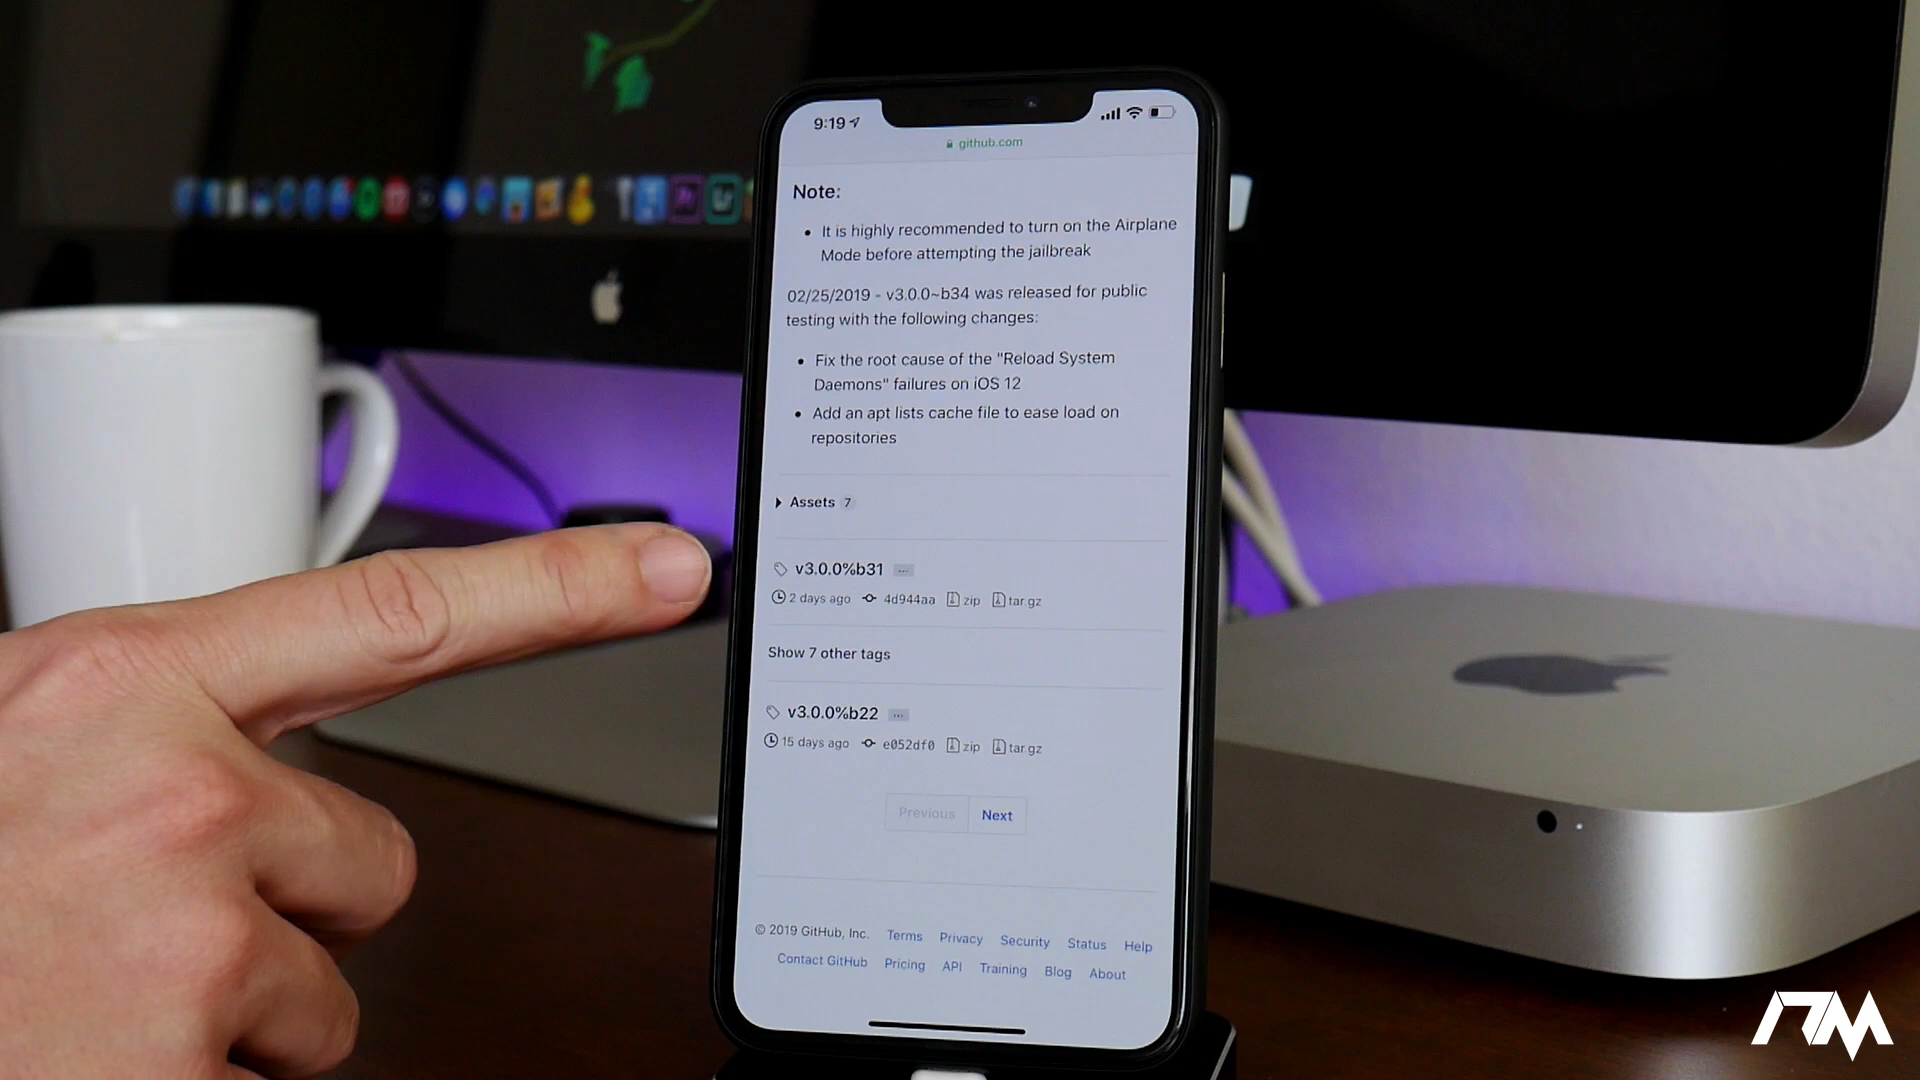 9:19
github.com
Note:
It is highly recommended to turn on the Airplane
Mode before attempting the jailbreak
02/25/2019 - v3.0.0~b34 was released for public
testing with the following changes:
Fix the root cause of the "Reload System
Daemons" failures on iOS 12
Add an apt lists cache file to ease load on
repositories
Assets 7
v3.0.0%b31 ...
2 days ago 4d944aa zip tar.gz
Show 7 other tags
v3.0.0%b22 ...
15 days ago e052df0 zip tar.gz
Previous Next
© 2019 GitHub, Inc. Terms Privacy Security Status Help
Contact GitHub Pricing API Training Blog About